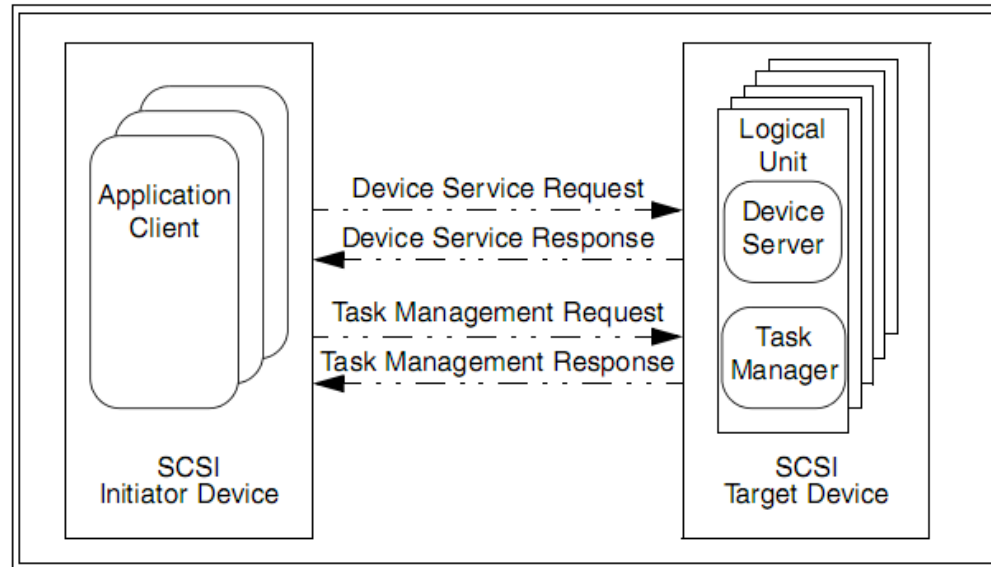 Application
Client
SCSI
Initiator Device
Device Service Request
Device Service Response
Task Management Request
Task Management Response
Logical
Unit
Device
Server
Task
Manager
SCSI
Target Device